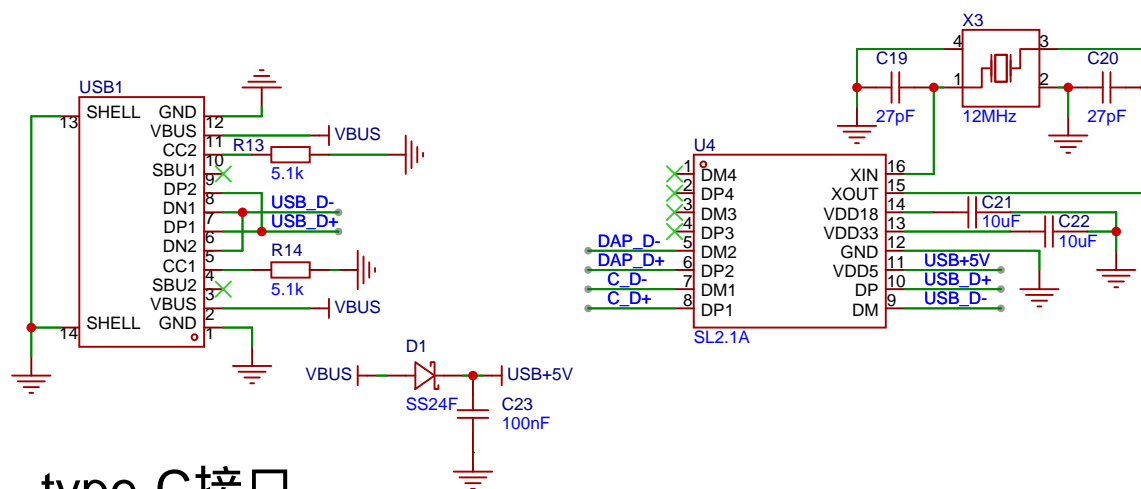 USB1
SHELL
13
GND
12
VBUS
11
VBUS
CC2
10
R13
5.1k
SBU1
9
DP2
8
DN1
7
USB_D-
DP1
6
USB_D+
DN2
5
CC1
4
R14
5.1k
SBU2
3
VBUS
2
VBUS
SHELL
14
GND
1
VBUS
D1
SS24F
USB+5V
C23
100nF
X3
4
3
1
2
12MHz
C19
27pF
C20
27pF
U4
1
DM4
2
DP4
3
DM3
4
DP3
DAP_D-
5
DM2
DAP_D+
6
DP2
C_D-
7
DM1
C_D+
8
DP1
XIN
16
XOUT
15
VDD18
14
VDD33
13
GND
12
VDD5
11
USB+5V
DP
10
USB_D+
DM
9
USB_D-
SL2.1A
C21
10uF
C22
10uF
type-C接口